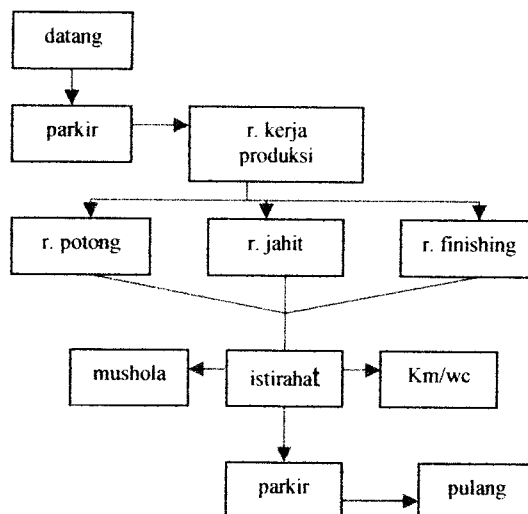 datang
parkir
r. kerja
produksi
r. potong
r. jahit
r. finishing
mushola
istirahat
Km/wc
parkir
pulang